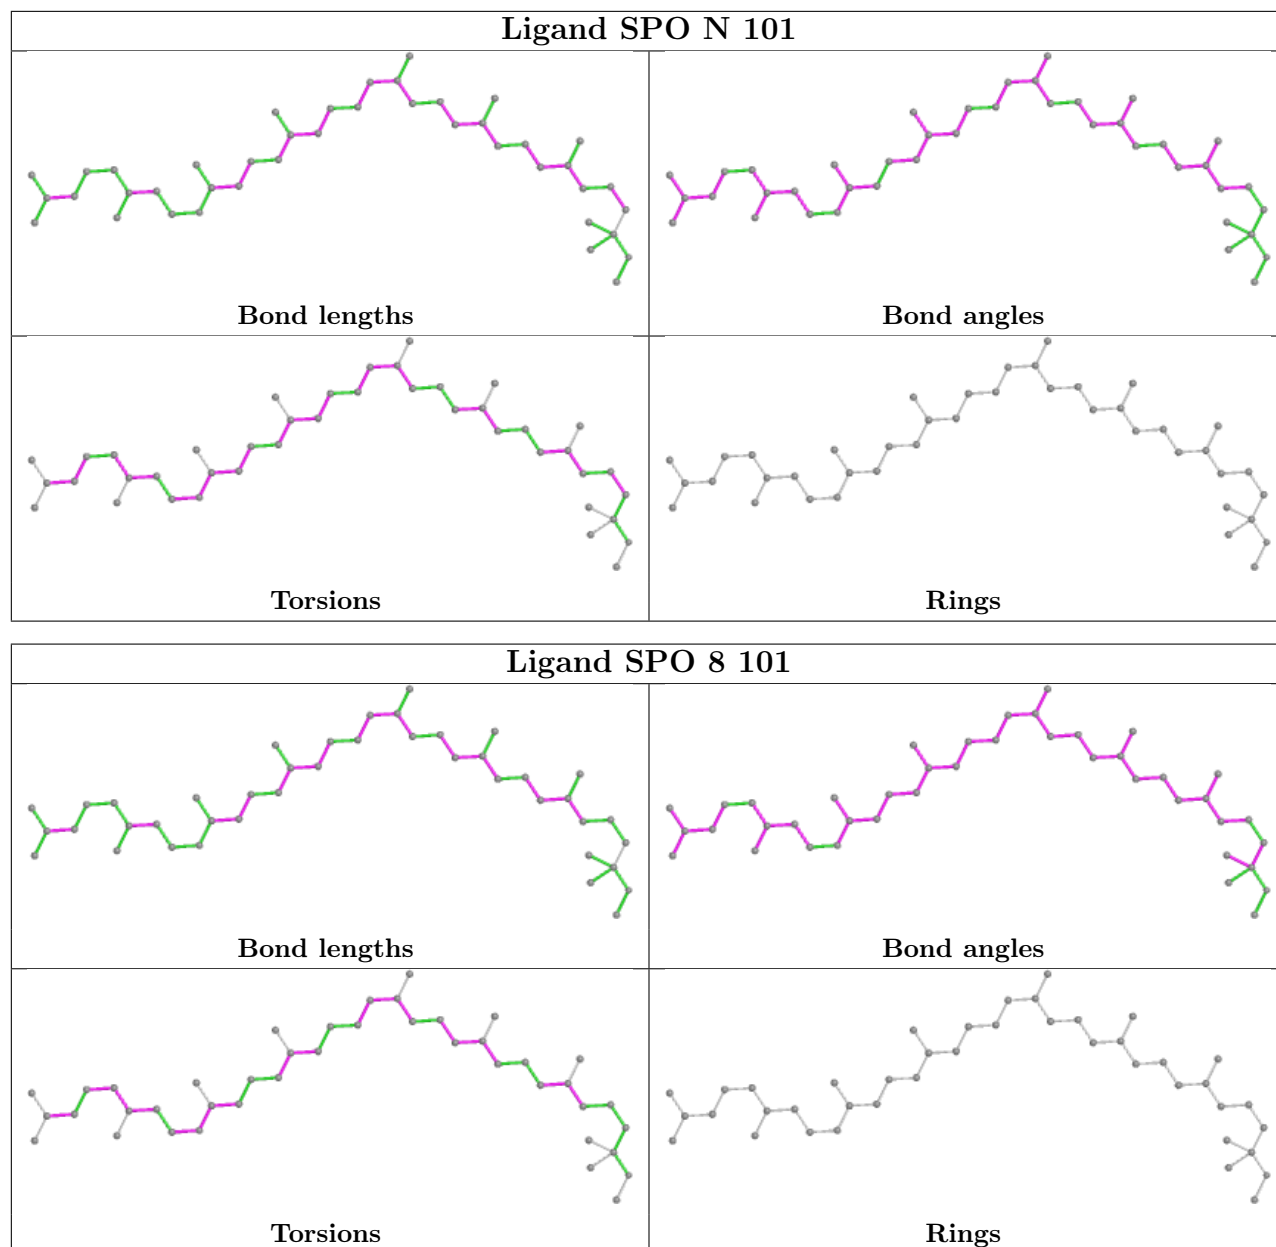 Ligand SPO N 101
Bond lengths
Bond angles
Torsions
Rings
Ligand SPO 8 101
Bond lengths
Bond angles
Torsions
Rings